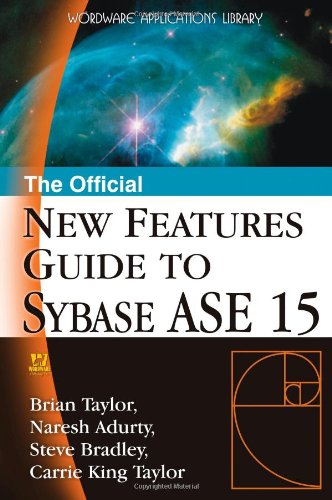 WORDWARE APPLICATIONS LIBRARY
The Official
NEW FEATURES
GUIDE TO
SYBASE ASE 15
WORDWARE
Brian Taylor,
Naresh Adurty,
Steve Bradley,
Carrie King Taylor